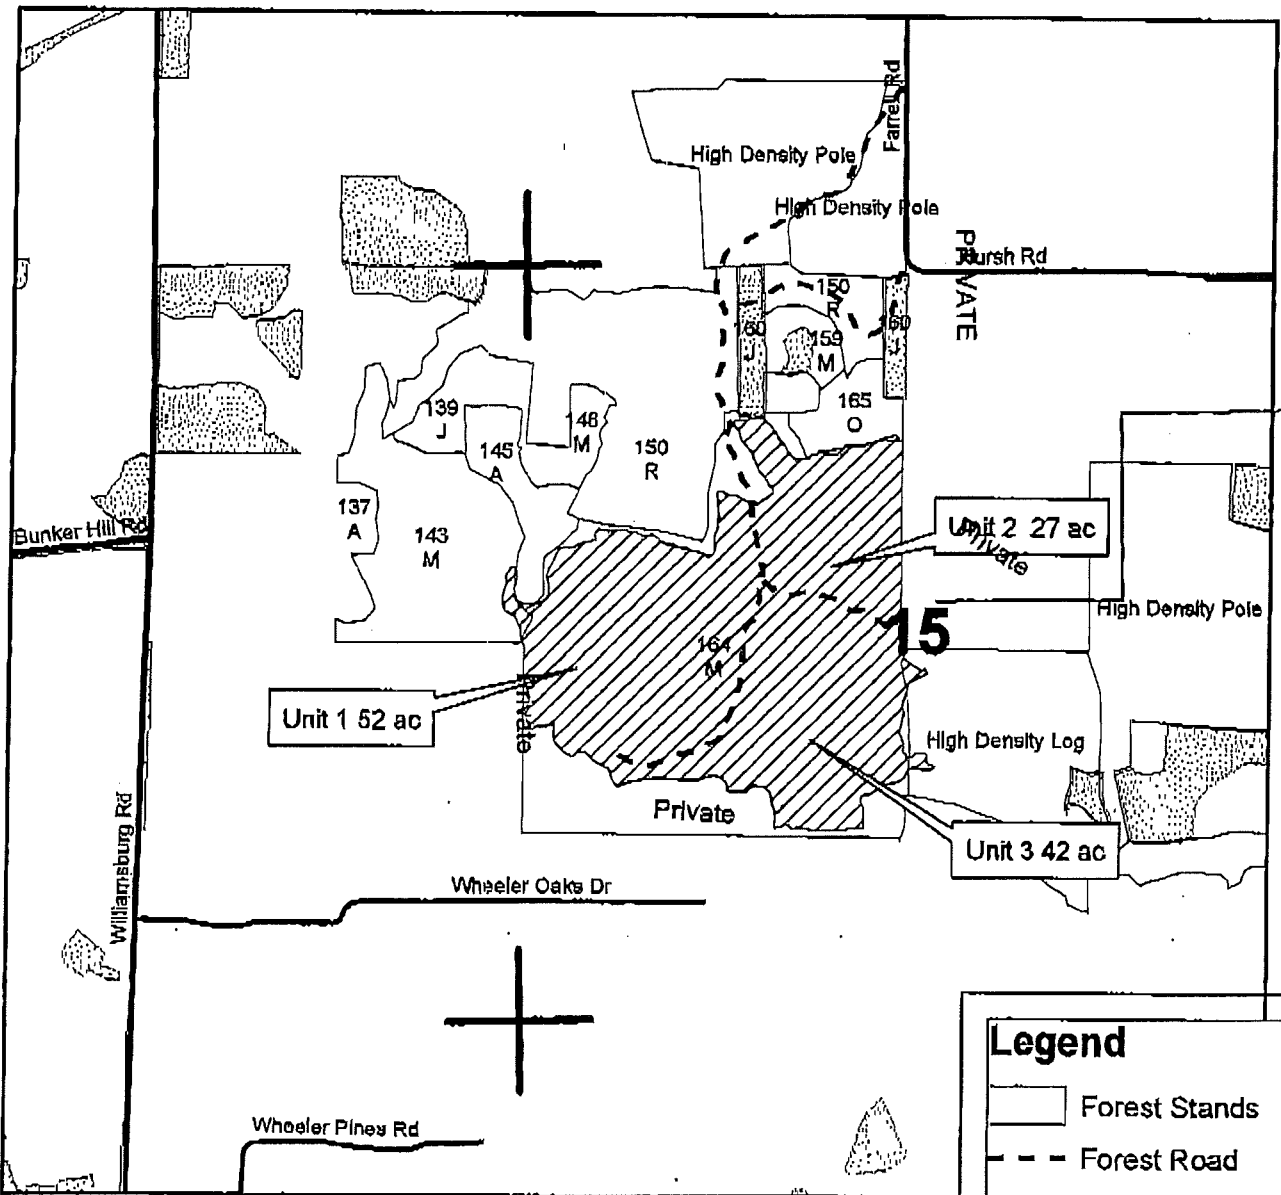 Farrell Rd
High Density Pole
High Density Pole
PRIVATE
Hursh Rd
150
R
160
J
159
M
160
J
139
J
148
M
165
O
145
A
150
R
137
A
143
M
Bunker Hill Rd
Unit 2 27 ac
Private
High Density Pole
15
164
M
Unit 1 52 ac
Private
High Density Log
Private
Unit 3 42 ac
Williamsburg Rd
Wheeler Oaks Dr
Wheeler Pines Rd
Legend
Forest Stands
Forest Road